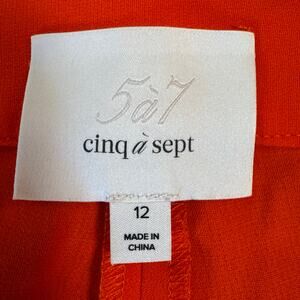 5à7
cinq à sept
12
MADE IN
CHINA